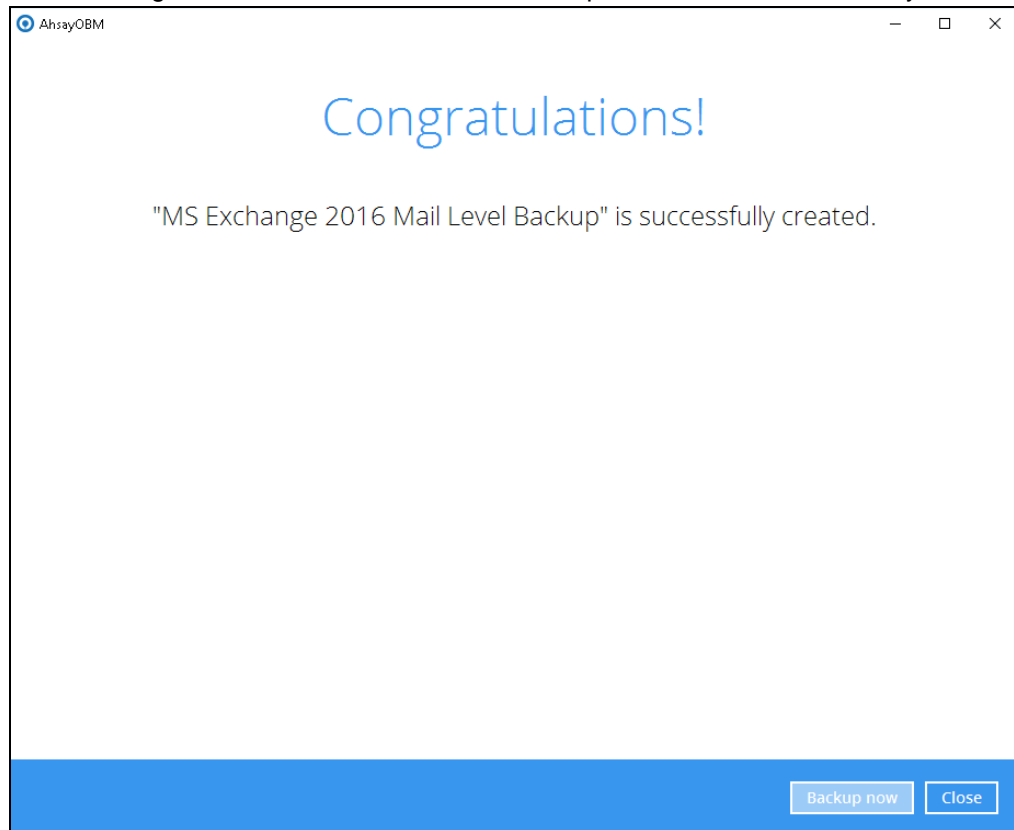 AhsayOBM
Congratulations!
"MS Exchange 2016 Mail Level Backup" is successfully created.
Backup now Close